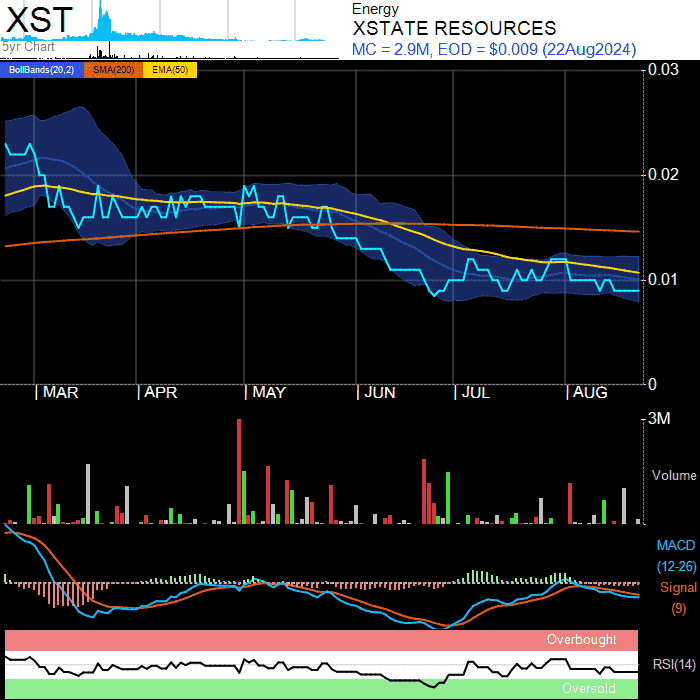 XST
5yr Chart
Energy
XSTATE RESOURCES
MC = 2.9M, EOD = $0.009 (22Aug2024)
BollBands(20,2) SMA(200) EMA(50)
0.03
0.02
0.01
0
| MAR | APR | MAY | JUN | JUL | AUG
3M
Volume
MACD
(12-26)
Signal
(9)
Overbought
RSI(14)
Oversold